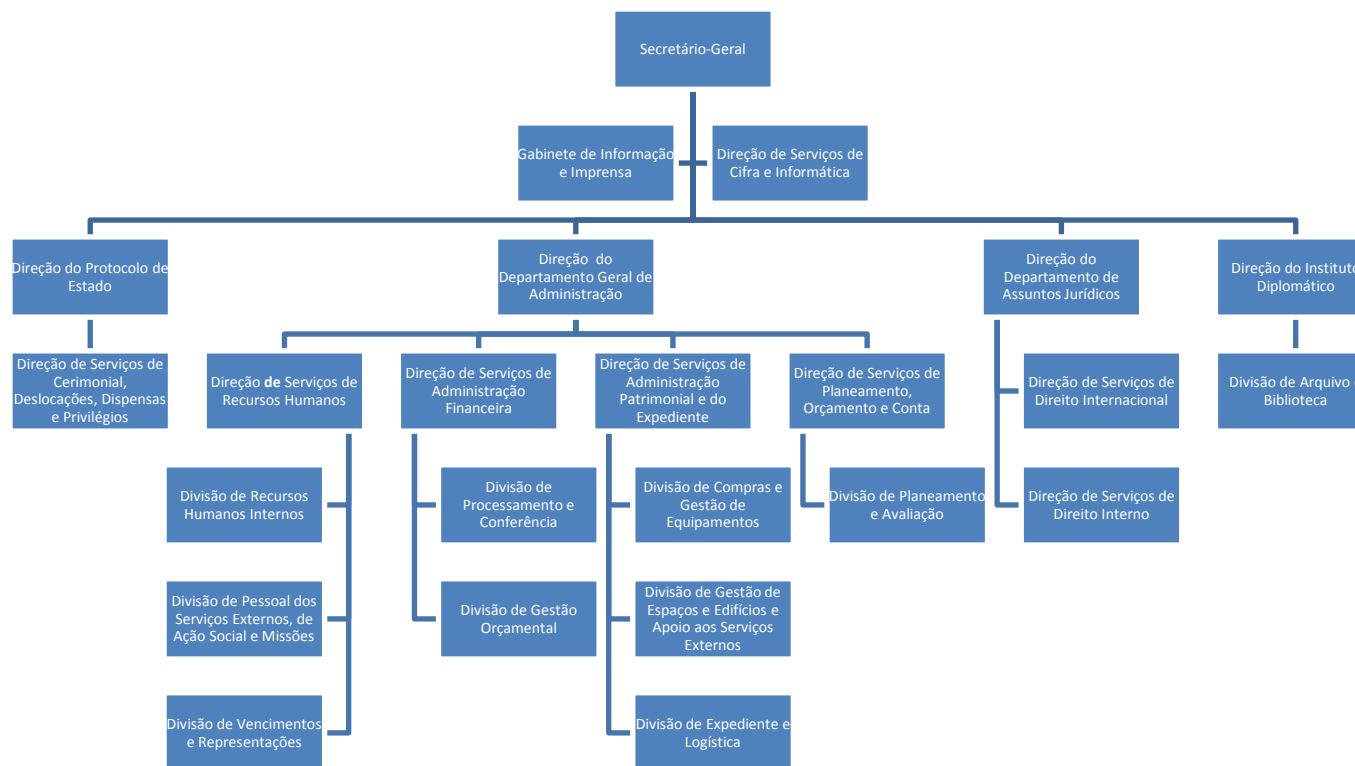 Secretário-Geral
Gabinete de Informação
e Imprensa
Direção de Serviços de
Cifra e Informática
Direção do Protocolo de
Estado
Direção do
Departamento Geral de
Administração
Direção do
Departamento de
Assuntos Jurídicos
Direção do Instituto
Diplomático
Direção de Serviços de
Cerimonial,
Deslocações, Dispensas
e Privilégios
Direção de Serviços de
Recursos Humanos
Direção de Serviços de
Administração
Financeira
Direção de Serviços de
Administração
Patrimonial e do
Expediente
Direção de Serviços de
Planeamento,
Orçamento e Conta
Direção de Serviços de
Direito Internacional
Divisão de Arquivo e
Biblioteca
Divisão de Recursos
Humanos Internos
Divisão de
Processamento e
Conferência
Divisão de Compras e
Gestão de
Equipamentos
Divisão de Planeamento
e Avaliação
Direção de Serviços de
Direito Interno
Divisão de Pessoal dos
Serviços Externos, de
Ação Social e Missões
Divisão de Gestão
Orçamental
Divisão de Gestão de
Espaços e Edifícios e
Apoio aos Serviços
Externos
Divisão de Vencimentos
e Representações
Divisão de Expediente e
Logística